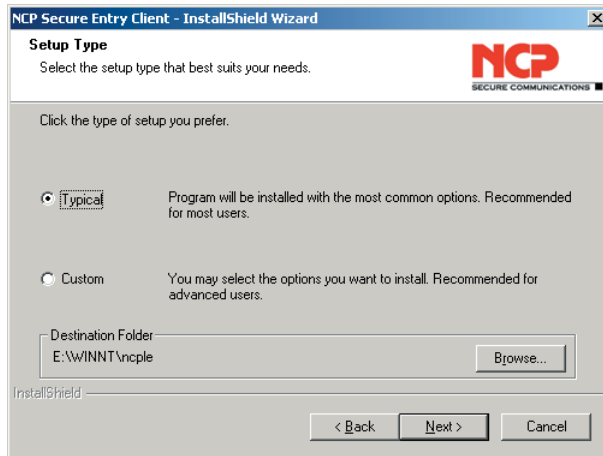 NCP Secure Entry Client - InstallShield Wizard
Setup Type
Select the setup type that best suits your needs.
NCP
SECURE COMMUNICATIONS
Click the type of setup you prefer.
Typical
Program will be installed with the most common options. Recommended
for most users.
Custom
You may select the options you want to install. Recommended for
advanced users.
Destination Folder
E:\WINNT\ncple
Browse...
InstallShield
< Back
Next >
Cancel